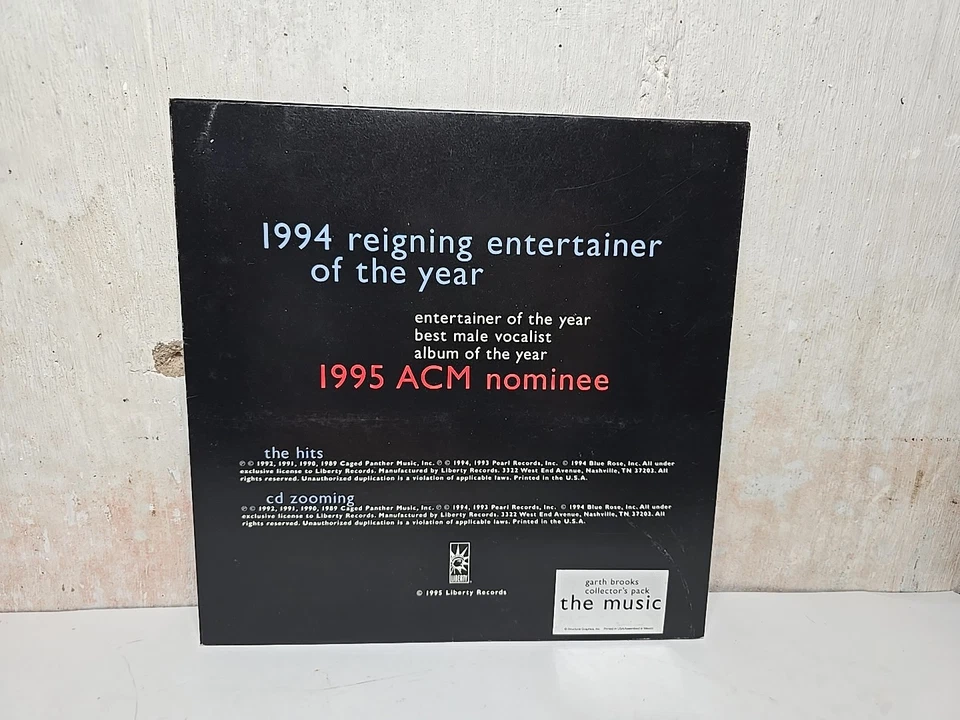 1994 reigning entertainer
of the year
entertainer of the year
best male vocalist
album of the year
1995 ACM nominee
the hits
℗ © 1992, 1991, 1990, 1989 Caged Panther Music, Inc. ℗ © 1994, 1993 Pearl Records, Inc. © 1994 Blue Rose, Inc. All under
exclusive license to Liberty Records. Manufactured by Liberty Records. 3322 West End Avenue, Nashville, TN 37203. All
rights reserved. Unauthorized duplication is a violation of applicable laws. Printed in the U.S.A.
cd zooming
℗ © 1992, 1991, 1990, 1989 Caged Panther Music, Inc. ℗ © 1994, 1993 Pearl Records, Inc. © 1994 Blue Rose, Inc. All under
exclusive license to Liberty Records. Manufactured by Liberty Records. 3322 West End Avenue, Nashville, TN 37203. All
rights reserved. Unauthorized duplication is a violation of applicable laws. Printed in the U.S.A.
LIBERTY
© 1995 Liberty Records
garth brooks
collector's pack
the music